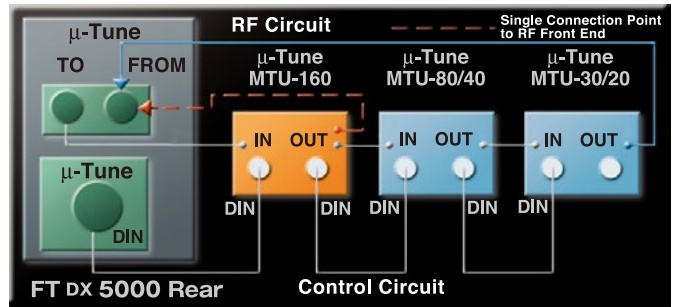 μ-Tune
RF Circuit
Single Connection Point
to RF Front End
TO FROM
μ-Tune
MTU-160
μ-Tune
MTU-80/40
μ-Tune
MTU-30/20
IN OUT
IN OUT
IN OUT
μ-Tune
DIN
DIN
DIN
DIN
DIN
DIN
FT DX 5000 Rear
Control Circuit